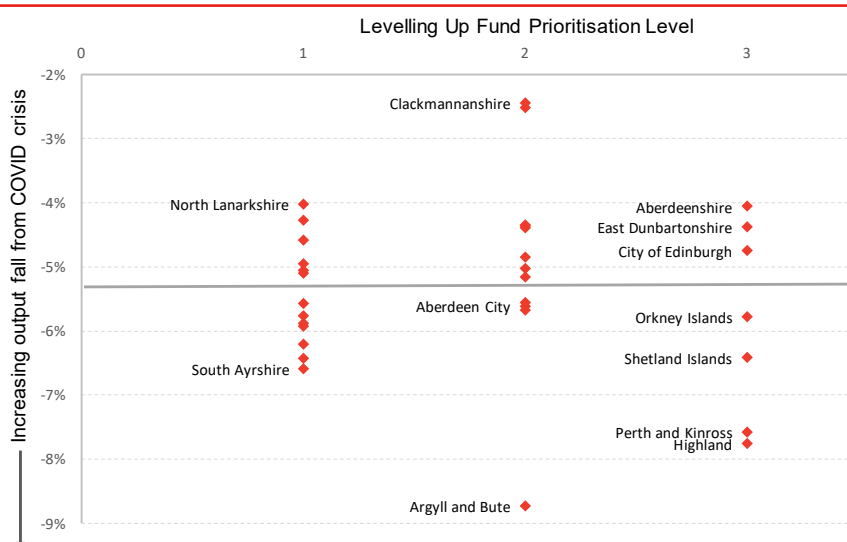 Levelling Up Fund Prioritisation Level
0 1 2 3
Increasing output fall from COVID crisis
-2%
Clackmannanshire
-3%
-4%
North Lanarkshire
Aberdeenshire
East Dunbartonshire
City of Edinburgh
-5%
Aberdeen City
Orkney Islands
-6%
Shetland Islands
South Ayrshire
-7%
Perth and Kinross
Highland
-8%
Argyll and Bute
-9%